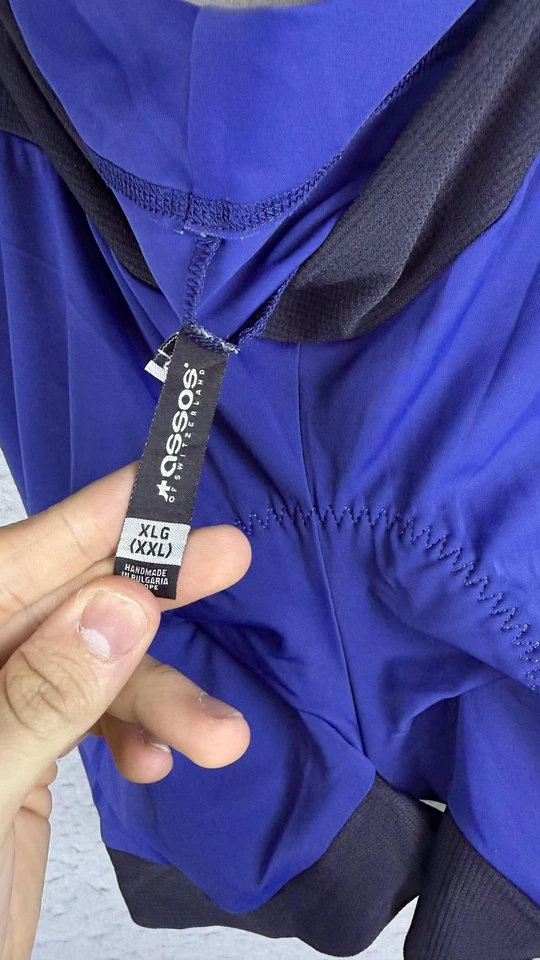 assos®
OF SWITZERLAND
XLG
(XXL)
HANDMADE
IN BULGARIA